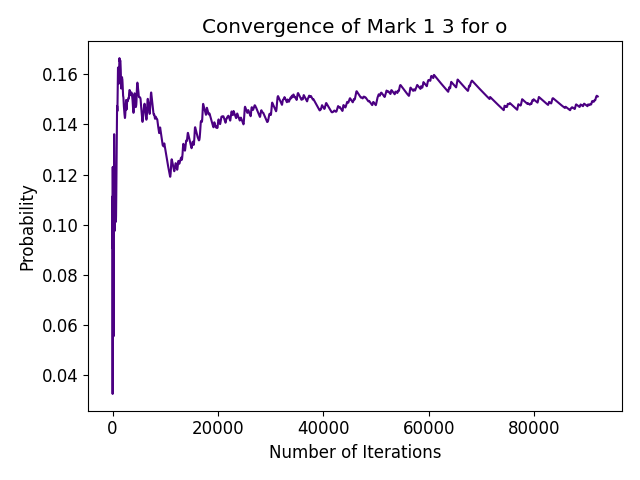 Convergence of Mark 1 3 for o
Probability
0.16
0.14
0.12
0.10
0.08
0.06
0.04
0 20000 40000 60000 80000
Number of Iterations